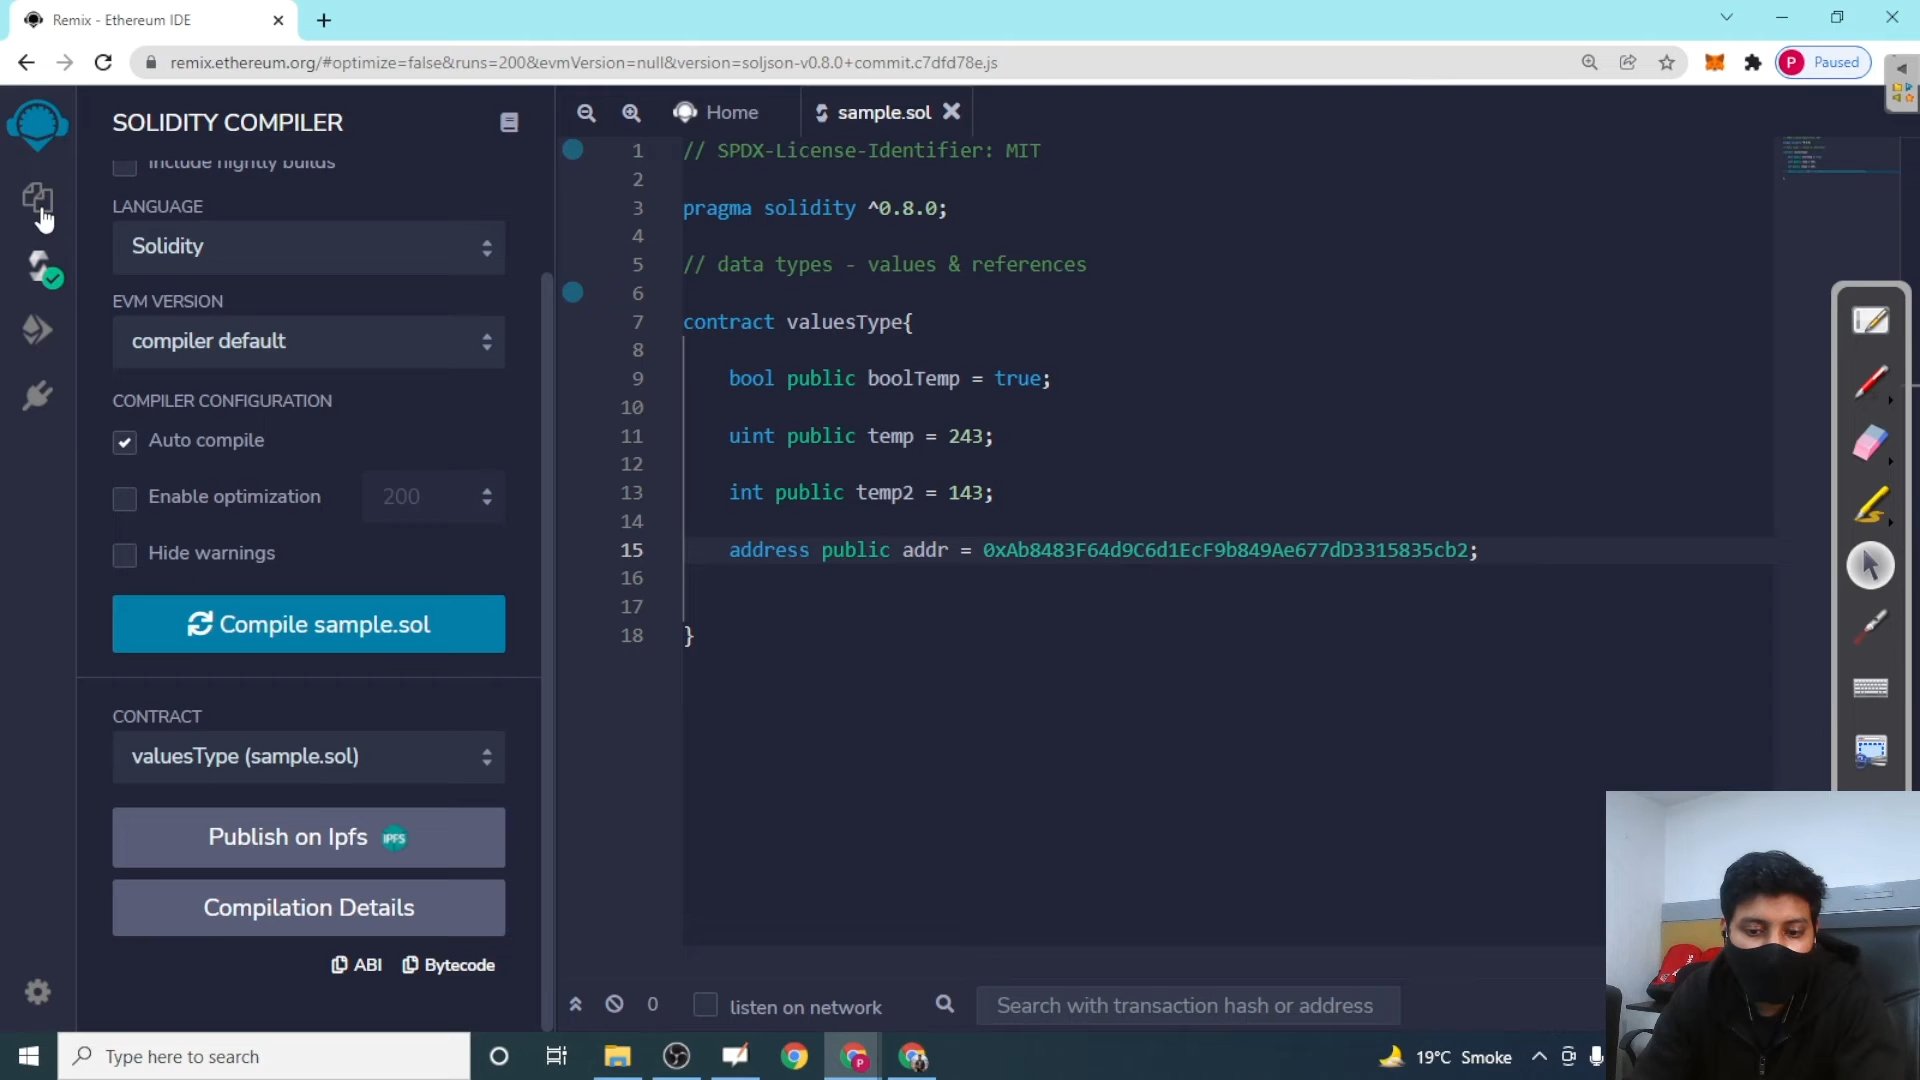 Remix - Ethereum IDE
remix.ethereum.org/#optimize=false&runs=200&evmVersion=null&version=soljson-v0.8.0+commit.c7dfd78e.js
P Paused
SOLIDITY COMPILER
Include nightly builds
LANGUAGE
Solidity
EVM VERSION
compiler default
COMPILER CONFIGURATION
Auto compile
Enable optimization 200
Hide warnings
Compile sample.sol
CONTRACT
valuesType (sample.sol)
Publish on Ipfs IPFS
Compilation Details
ABI Bytecode
Home sample.sol
1 // SPDX-License-Identifier: MIT
2
3 pragma solidity ^0.8.0;
4
5 // data types - values & references
6
7 contract valuesType{
8
9 bool public boolTemp = true;
10
11 uint public temp = 243;
12
13 int public temp2 = 143;
14
15 address public addr = 0xAb8483F64d9C6d1EcF9b849Ae677dD3315835cb2;
16
17
18 }
0 listen on network Search with transaction hash or address
Type here to search
P
19°C Smoke